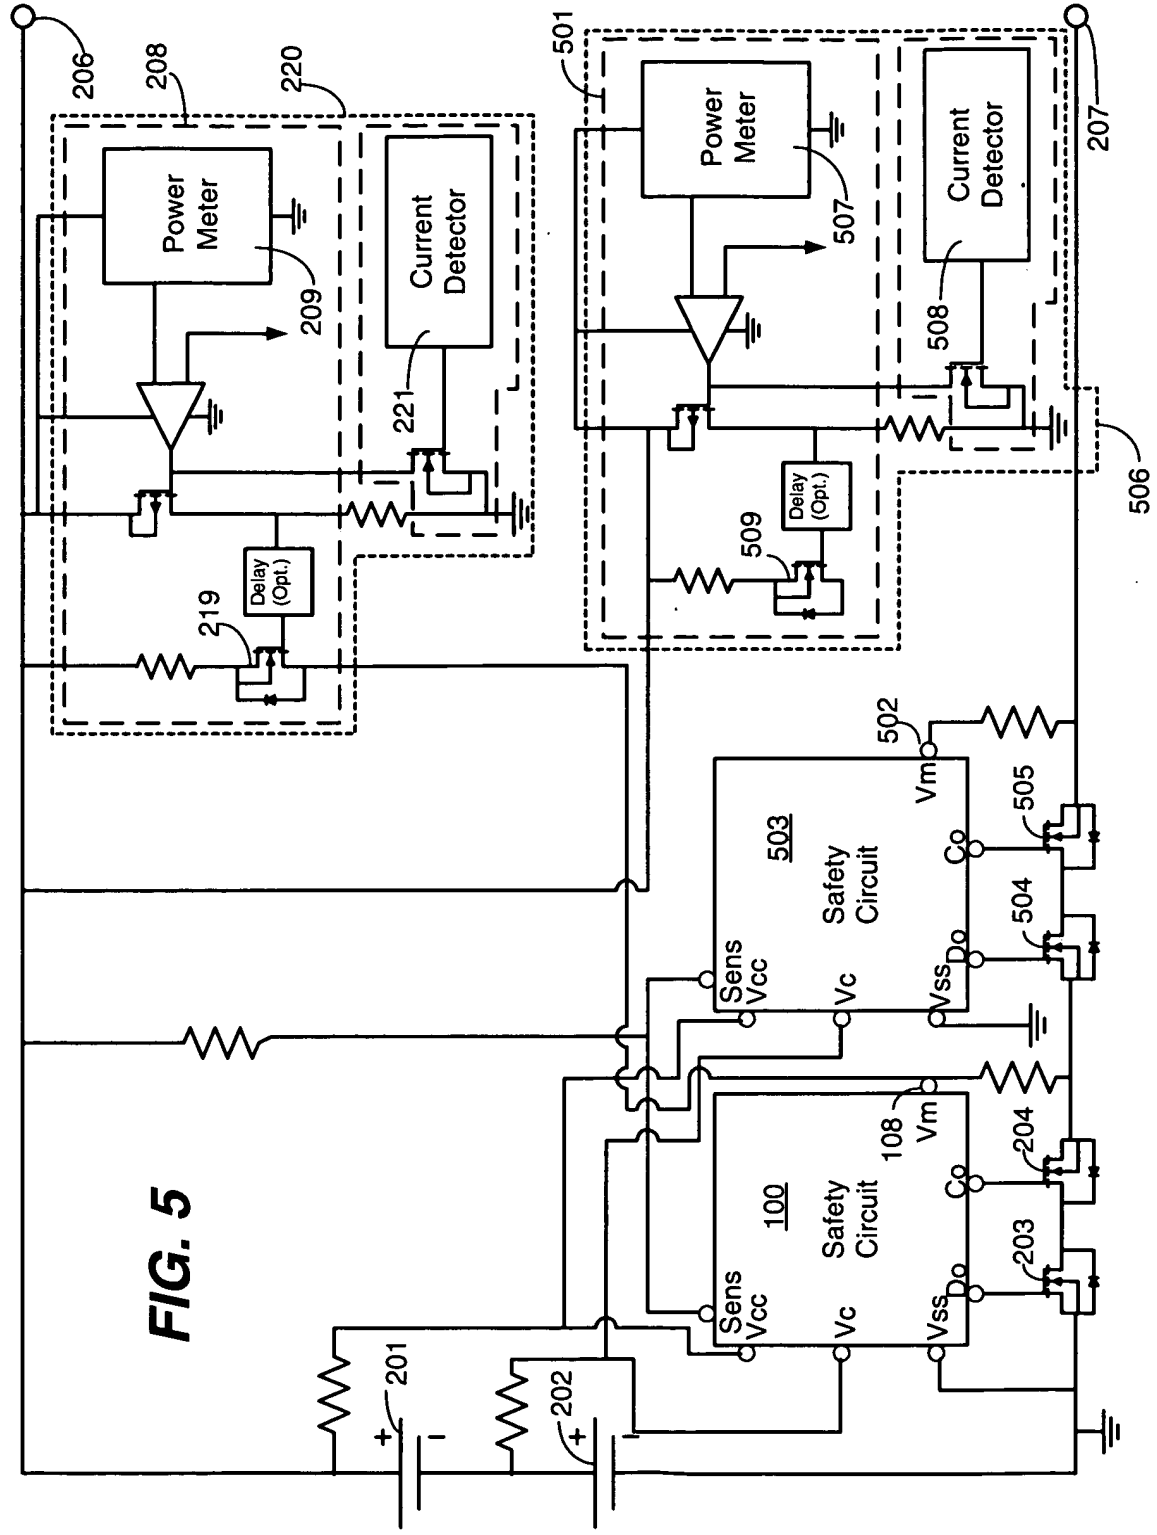 FIG. 5
206
208
220
Power
Meter
209
Current
Detector
221
Delay
(Opt.)
219
501
Power
Meter
507
Current
Detector
508
Delay
(Opt.)
509
506
207
201
+
−
202
+
−
Sens
Vcc
Vc
Vss
Do
Co
Vm
100
Safety
Circuit
108
203
204
Sens
Vcc
Vc
Vss
Do
Co
Vm
503
Safety
Circuit
502
504
505